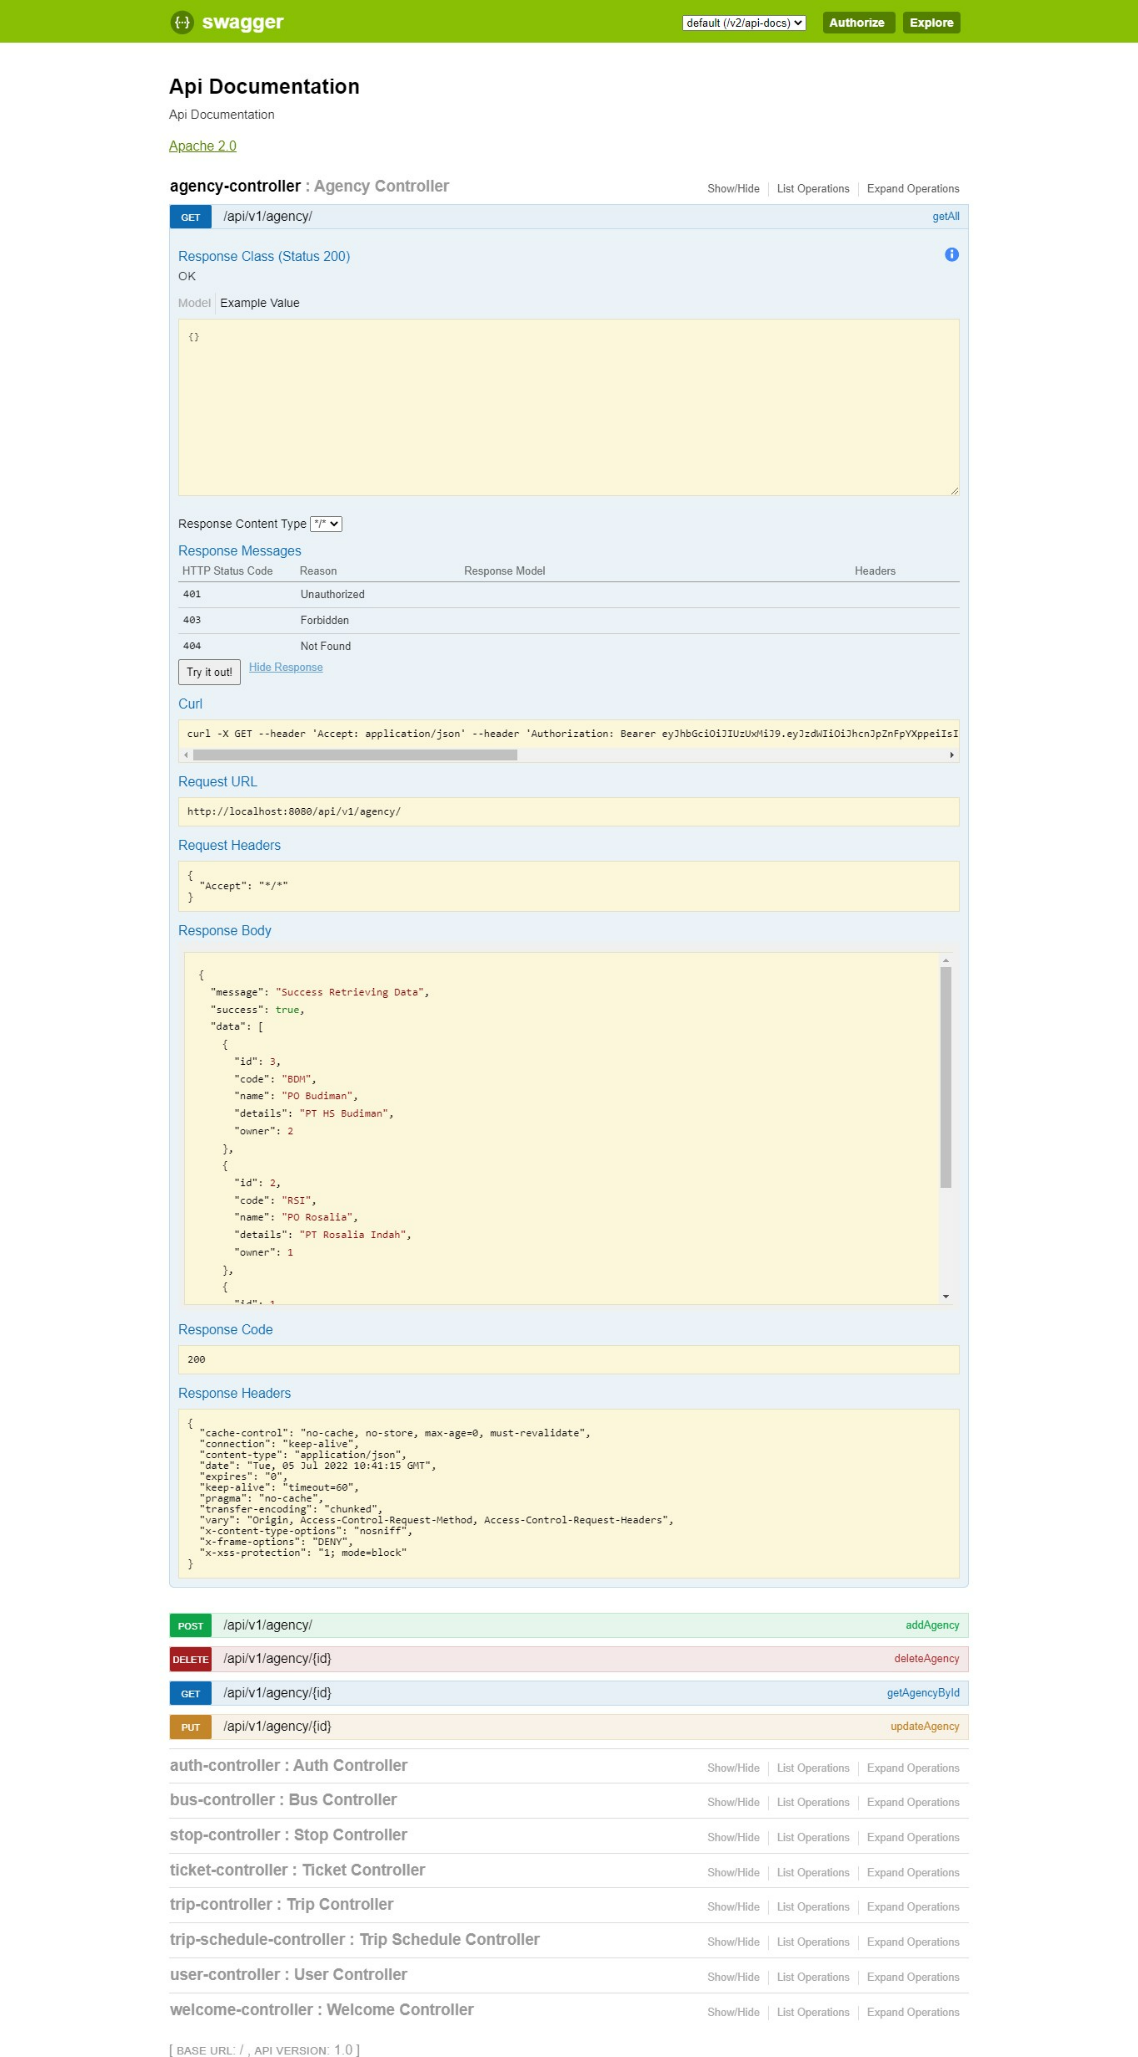 swagger
default (/v2/api-docs) Authorize Explore
Api Documentation
Api Documentation
Apache 2.0
agency-controller : Agency Controller Show/Hide List Operations Expand Operations
GET /api/v1/agency/ getAll
Response Class (Status 200)
OK
Model Example Value
{}
Response Content Type */*
Response Messages
HTTP Status Code Reason Response Model Headers
401 Unauthorized
403 Forbidden
404 Not Found
Try it out! Hide Response
Curl
curl -X GET --header 'Accept: application/json' --header 'Authorization: Bearer
Request URL
http://localhost:8080/api/v1/agency/
Request Headers
{
"Accept": "*/*"
}
Response Body
{
"message": "Success Retrieving Data",
"success": true,
"data": [
{
"id": 3,
"code": "BDM",
"name": "PO Budiman",
"details": "PT HS Budiman",
"owner": 2
},
{
"id": 2,
"code": "RSI",
"name": "PO Rosalia",
"details": "PT Rosalia Indah",
"owner": 1
},
{
"id": 1
Response Code
200
Response Headers
{
"cache-control": "no-cache, no-store, max-age=0, must-revalidate",
"connection": "keep-alive",
"content-type": "application/json",
"date": "Tue, 05 Jul 2022 10:41:15 GMT",
"expires": "0",
"keep-alive": "timeout=60",
"pragma": "no-cache",
"transfer-encoding": "chunked",
"vary": "Origin, Access-Control-Request-Method, Access-Control-Request-Headers",
"x-content-type-options": "nosniff",
"x-frame-options": "DENY",
"x-xss-protection": "1; mode=block"
}
POST /api/v1/agency/ addAgency
DELETE /api/v1/agency/{id} deleteAgency
GET /api/v1/agency/{id} getAgencyById
PUT /api/v1/agency/{id} updateAgency
auth-controller : Auth Controller Show/Hide List Operations Expand Operations
bus-controller : Bus Controller Show/Hide List Operations Expand Operations
stop-controller : Stop Controller Show/Hide List Operations Expand Operations
ticket-controller : Ticket Controller Show/Hide List Operations Expand Operations
trip-controller : Trip Controller Show/Hide List Operations Expand Operations
trip-schedule-controller : Trip Schedule Controller Show/Hide List Operations Expand Operations
user-controller : User Controller Show/Hide List Operations Expand Operations
welcome-controller : Welcome Controller Show/Hide List Operations Expand Operations
[ BASE URL: / , API VERSION: 1.0 ]